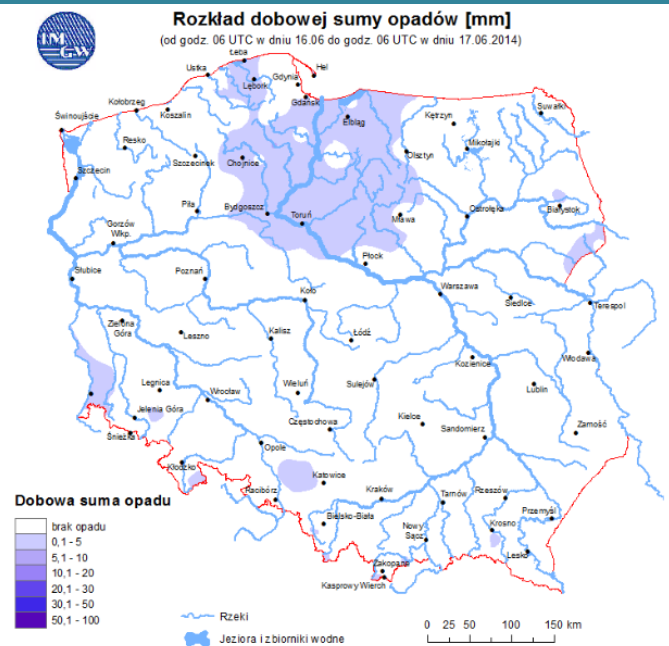 IM
GW
Rozkład dobowej sumy opadów [mm]
(od godz. 06 UTC w dniu 16.06 do godz. 06 UTC w dniu 17.06.2014)
Łeba
Hel
Ustka
Gdynia
Lębork
Kołobrzeg
Gdańsk
Suwałki
Świnoujście
Koszalin
Elbląg
Kętrzyn
Resko
Mikołajki
Szczecinek
Chojnice
Olsztyn
Szczecin
Piła
Bydgoszcz
Toruń
Mława
Ostrołęka
Białystok
Gorzów
Wlkp.
Płock
Słubice
Poznań
Koło
Warszawa
Siedlce
Terespol
Zielona
Góra
Leszno
Kalisz
Łódź
Kozienice
Włodawa
Legnica
Wrocław
Wieluń
Sulejów
Lublin
Jelenia Góra
Kielce
Śnieżka
Częstochowa
Sandomierz
Zamość
Opole
Kłodzko
Katowice
Racibórz
Kraków
Tarnów
Rzeszów
Bielsko-Biała
Przemyśl
Nowy
Sącz
Krosno
Lesko
Zakopane
Kasprowy Wierch
Dobowa suma opadu
brak opadu
0,1 - 5
5,1 - 10
10,1 - 20
20,1 - 30
30,1 - 50
50,1 - 100
Rzeki
Jeziora i zbiorniki wodne
0 25 50 100 150 km